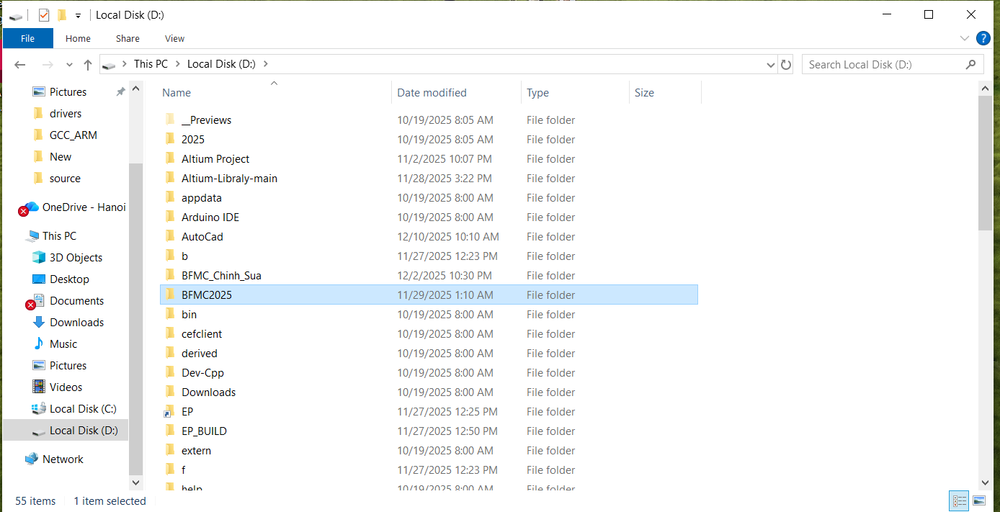 Local Disk (D:)
File Home Share View
This PC Local Disk (D:) Search Local Disk (D:)
Pictures
drivers
GCC_ARM
New
source
OneDrive - Hanoi
This PC
3D Objects
Desktop
Documents
Downloads
Music
Pictures
Videos
Local Disk (C:)
Local Disk (D:)
Network
Name Date modified Type Size
__Previews 10/19/2025 8:05 AM File folder
2025 10/19/2025 8:05 AM File folder
Altium Project 11/2/2025 10:07 PM File folder
Altium-Libraly-main 11/28/2025 3:22 PM File folder
appdata 10/19/2025 8:00 AM File folder
Arduino IDE 10/19/2025 8:00 AM File folder
AutoCad 12/10/2025 10:10 AM File folder
b 11/27/2025 12:23 PM File folder
BFMC_Chinh_Sua 12/2/2025 10:30 PM File folder
BFMC2025 11/29/2025 1:10 AM File folder
bin 10/19/2025 8:00 AM File folder
cefclient 10/19/2025 8:00 AM File folder
derived 10/19/2025 8:00 AM File folder
Dev-Cpp 10/19/2025 8:00 AM File folder
Downloads 10/19/2025 8:00 AM File folder
EP 11/27/2025 12:25 PM File folder
EP_BUILD 11/27/2025 12:50 PM File folder
extern 10/19/2025 8:00 AM File folder
f 11/27/2025 12:23 PM File folder
help 10/19/2025 8:00 AM File folder
55 items 1 item selected